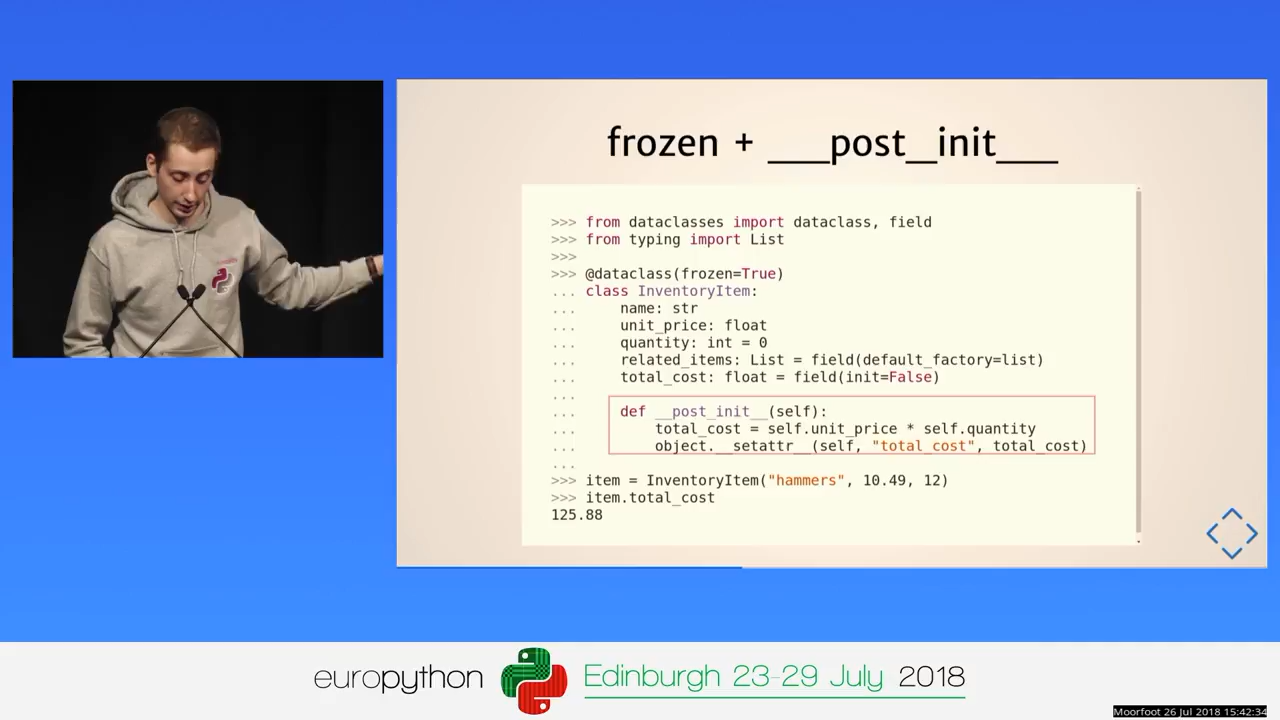 frozen + __post_init__
>>> from dataclasses import dataclass, field
>>> from typing import List
>>>
>>> @dataclass(frozen=True)
... class InventoryItem:
...     name: str
...     unit_price: float
...     quantity: int = 0
...     related_items: List = field(default_factory=list)
...     total_cost: float = field(init=False)
...
...     def __post_init__(self):
...         total_cost = self.unit_price * self.quantity
...         object.__setattr__(self, "total_cost", total_cost)
...
>>> item = InventoryItem("hammers", 10.49, 12)
>>> item.total_cost
125.88
europython Edinburgh 23-29 July 2018
Moorfoot 26 Jul 2018 15:42:34